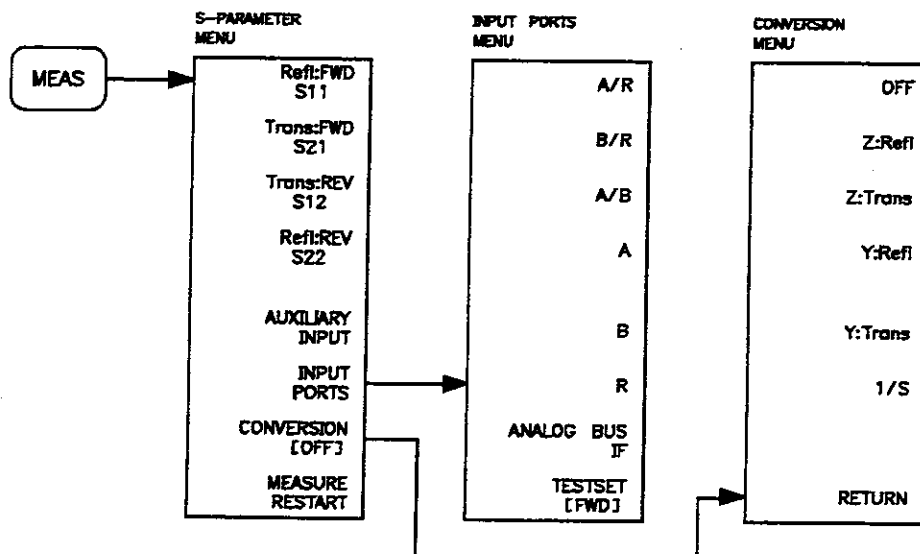 MEAS
S-PARAMETER
MENU
Refl:FWD
S11
Trans:FWD
S21
Trans:REV
S12
Refl:REV
S22
AUXILIARY
INPUT
INPUT
PORTS
CONVERSION
[OFF]
MEASURE
RESTART
INPUT PORTS
MENU
A/R
B/R
A/B
A
B
R
ANALOG BUS
IF
TESTSET
[FWD]
CONVERSION
MENU
OFF
Z:Refl
Z:Trans
Y:Refl
Y:Trans
1/S
RETURN